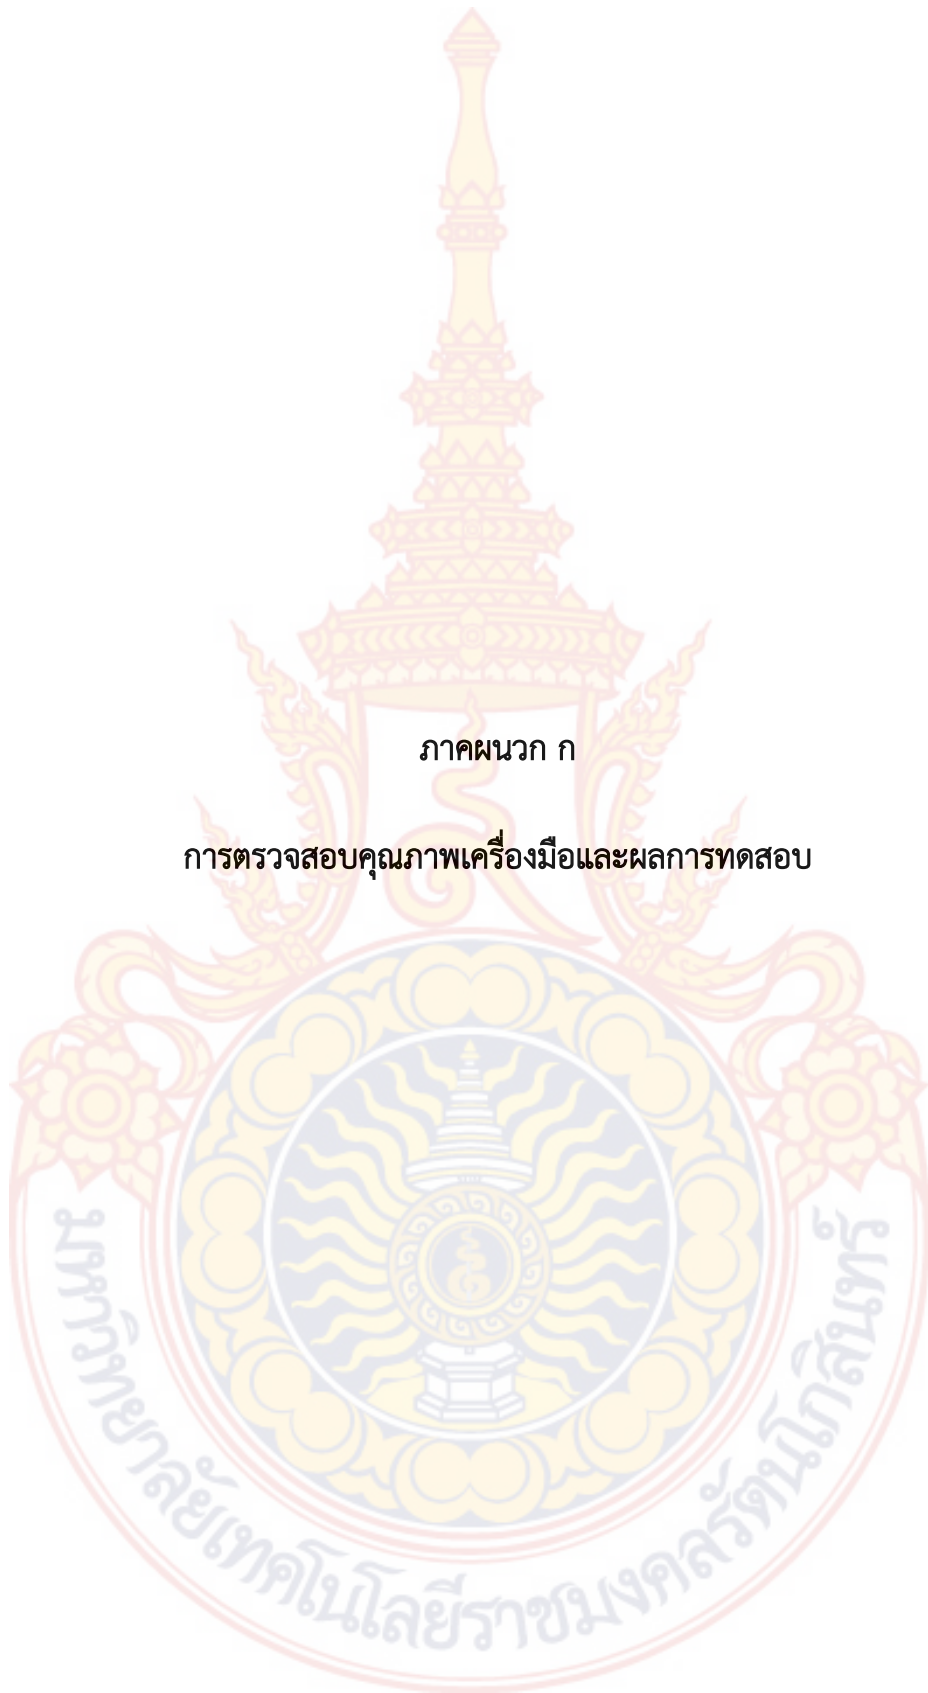 ภาคผนวก ก
การตรวจสอบคุณภาพเครื่องมือและผลการทดสอบ
มหาวิทยาลัยเทคโนโลยีราชมงคลรัตนโกสินทร์